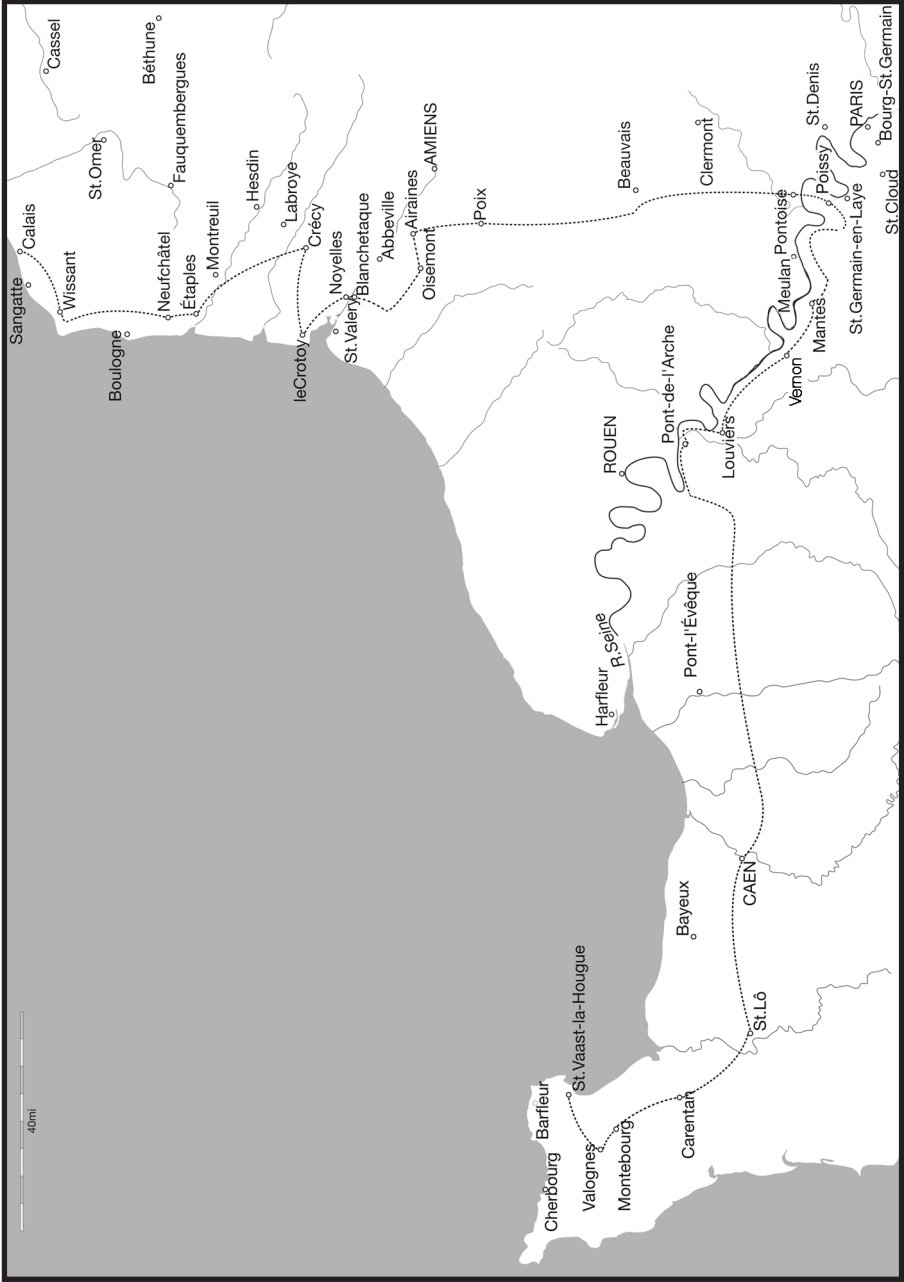 Cassel
Béthune
St.Omer
Fauquembergues
Calais
Sangatte
Wissant
Hesdin
Labroye
Montreuil
Neufchâtel
Etaples
Boulogne
Crécy
Noyelles
leCrotoy
Blanchetaque
St.Valery
Abbeville
Airaines
AMIENS
Oisemont
Poix
Beauvais
Clermont
St.Denis
PARIS
Bourg-St.Germain
Poissy
Pontoise
Meulan
St.Cloud
St.Germain-en-Laye
Mantes
Vernon
Pont-de-l'Arche
Louviers
ROUEN
R.Seine
Harfleur
Pont-l'Évêque
CAEN
Bayeux
St.Lô
St.Vaast-la-Hougue
Barfleur
Cherbourg
Valognes
Montebourg
Carentan
40mi